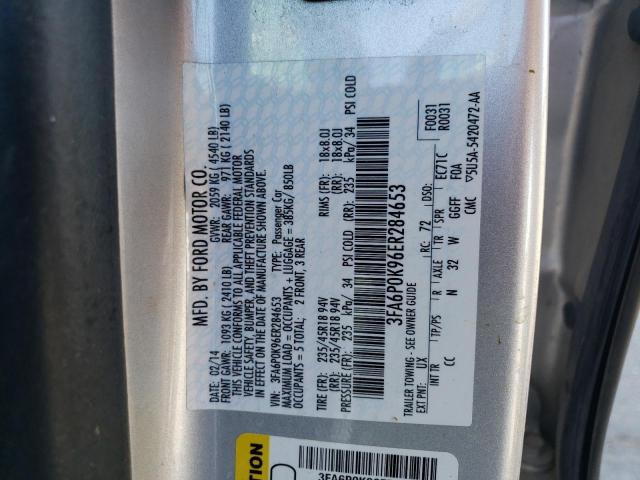 MFD. BY FORD MOTOR CO.
DATE: 02/14 GVWR: 2059 KG ( 4540 LB)
FRONT GAWR: 1093 KG ( 2410 LB) REAR GAWR: 971 KG ( 2140 LB)
THIS VEHICLE CONFORMS TO ALL APPLICABLE FEDERAL MOTOR
VEHICLE SAFETY, BUMPER, AND THEFT PREVENTION STANDARDS
IN EFFECT ON THE DATE OF MANUFACTURE SHOWN ABOVE.
VIN: 3FA6P0K96ER284653 TYPE: Passenger Car
MAXIMUM LOAD = OCCUPANTS + LUGGAGE = 385KG/ 850LB
OCCUPANTS = 5 TOTAL: 2 FRONT, 3 REAR
TIRE (FR): 235/45R18 94V RIMS (FR): 18x8.0J
(RR): 235/45R18 94V (RR): 18x8.0J
PRESSURE (FR): 235 kPa/ 34 PSI COLD (RR): 235 kPa/ 34 PSI COLD
3FA6P0K96ER284653
F0031
R0031
TRAILER TOWING - SEE OWNER GUIDE
EXT PNT: UX RC: 72 DSO: EC71C
INT TR TP/PS R AXLE TR SPR FDA
CC N 32 W GGFF CMC
5U5A-5420472-AA